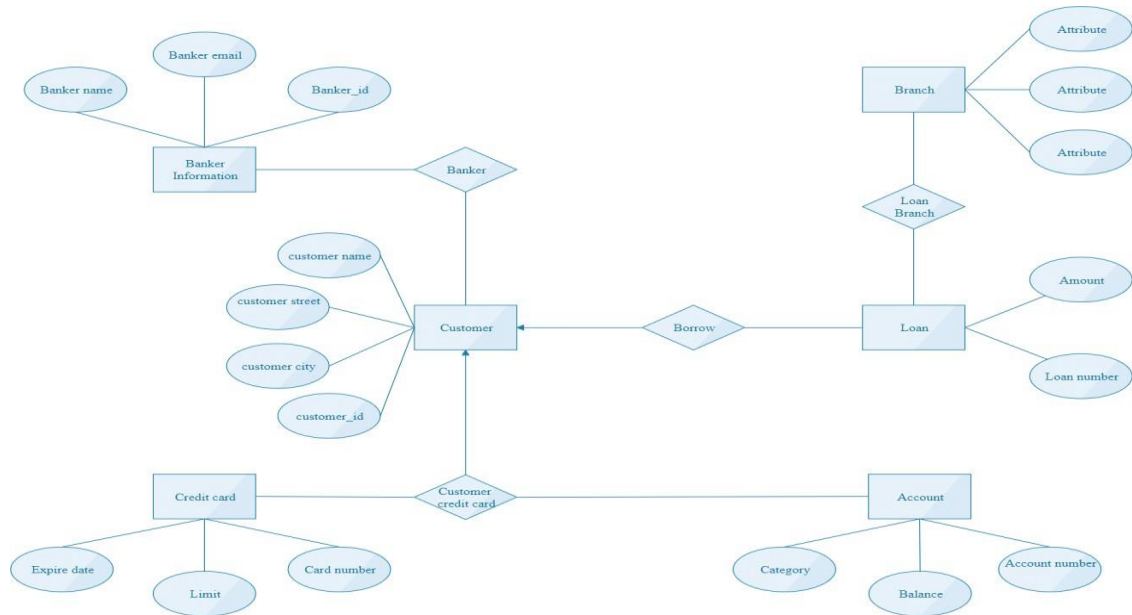 Attribute
Banker email
Banker name
Banker_id
Branch
Attribute
Banker
Information
Banker
Attribute
Loan
Branch
customer name
Amount
customer street
Customer
Borrow
Loan
customer city
Loan number
customer_id
Credit card
Customer
credit card
Account
Expire date
Limit
Card number
Category
Balance
Account number